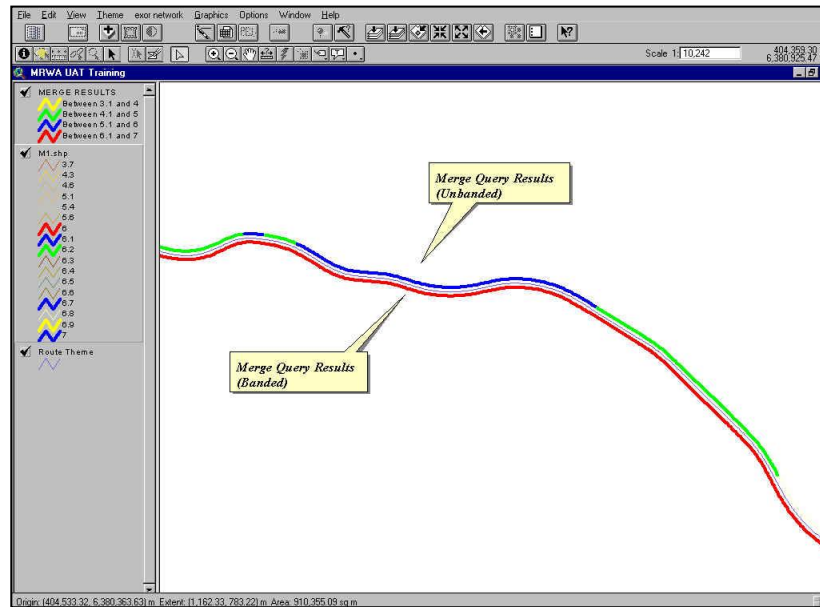 File Edit View Theme exor network Graphics Options Window Help
Scale 1: 10,242
404,359.30
6,380,925.47
MRWA UAT Training
MERGE RESULTS
Between 3.1 and 4
Between 4.1 and 5
Between 5.1 and 6
Between 6.1 and 7
M1.shp
3.7
4.3
4.6
5.1
5.4
5.6
6
6.1
6.2
6.3
6.4
6.5
6.6
6.7
6.8
6.9
7
Route Theme
Merge Query Results
(Unbanded)
Merge Query Results
(Banded)
Origin: (404,533.32, 6,380,363.63) m Extent: (1,162.33, 783.22) m Area: 910,355.09 sq m